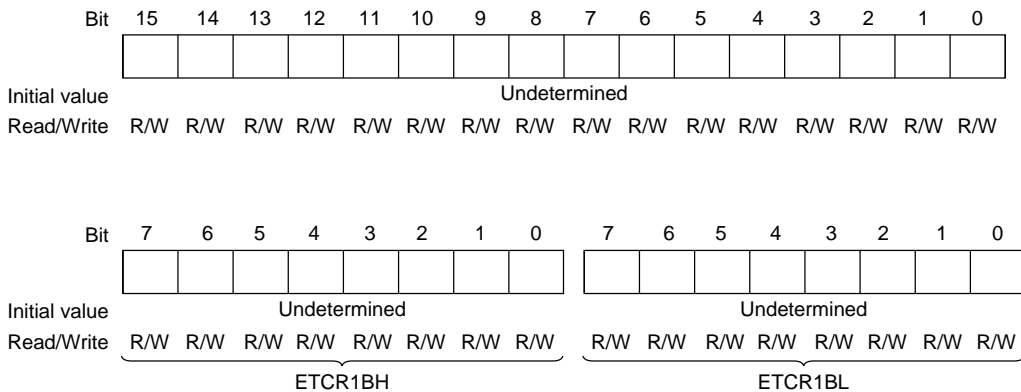 Bit 15 14 13 12 11 10 9 8 7 6 5 4 3 2 1 0
Initial value Undetermined
Read/Write R/W R/W R/W R/W R/W R/W R/W R/W R/W R/W R/W R/W R/W R/W R/W R/W
Bit 7 6 5 4 3 2 1 0 7 6 5 4 3 2 1 0
Initial value Undetermined Undetermined
Read/Write R/W R/W R/W R/W R/W R/W R/W R/W R/W R/W R/W R/W R/W R/W R/W R/W
ETCR1BH ETCR1BL